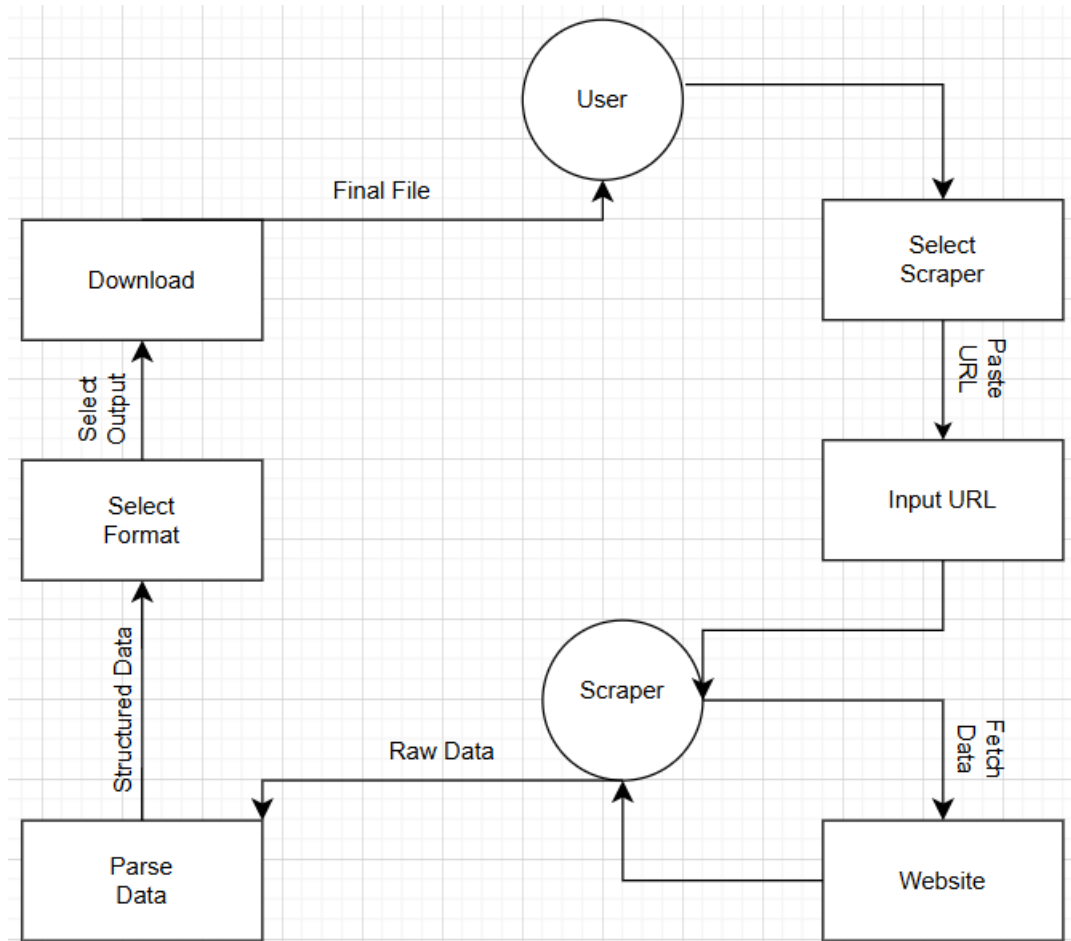 User
Final File
Select
Scraper
Download
Paste
URL
Select
Output
Select
Format
Input URL
Structured Data
Scraper
Fetch
Data
Raw Data
Parse
Data
Website